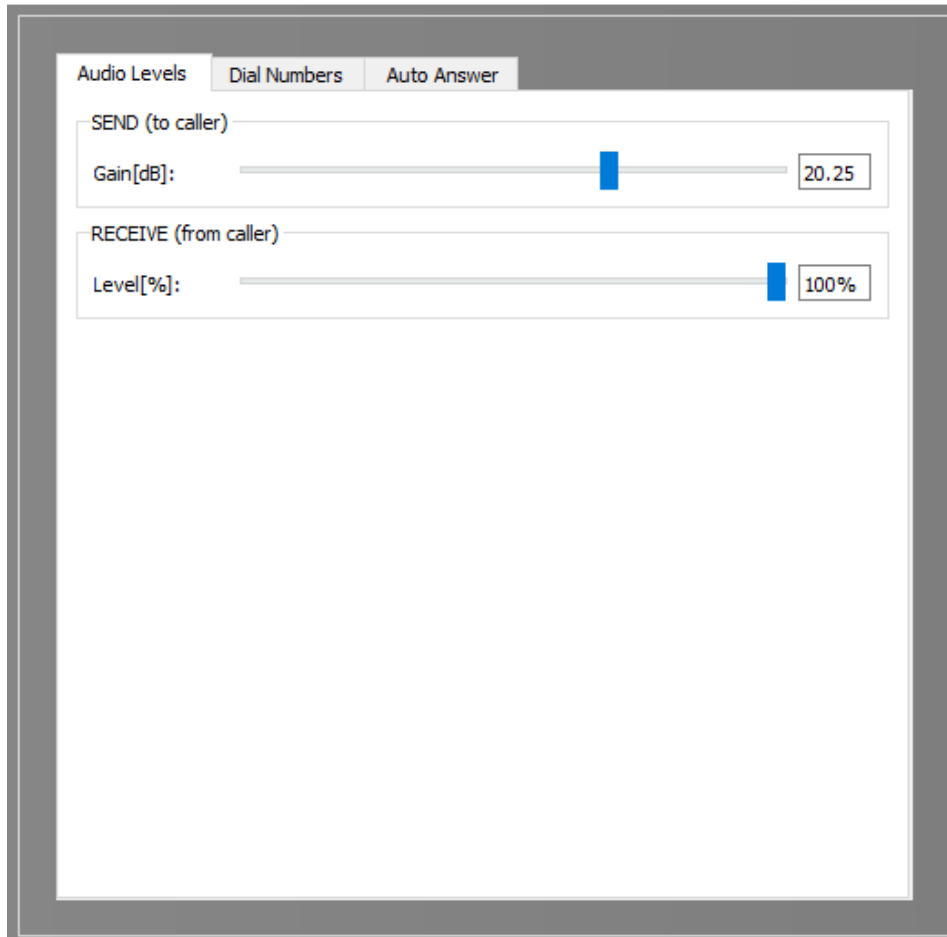 Audio Levels Dial Numbers Auto Answer
SEND (to caller)
Gain[dB]: 20.25
RECEIVE (from caller)
Level[%]: 100%